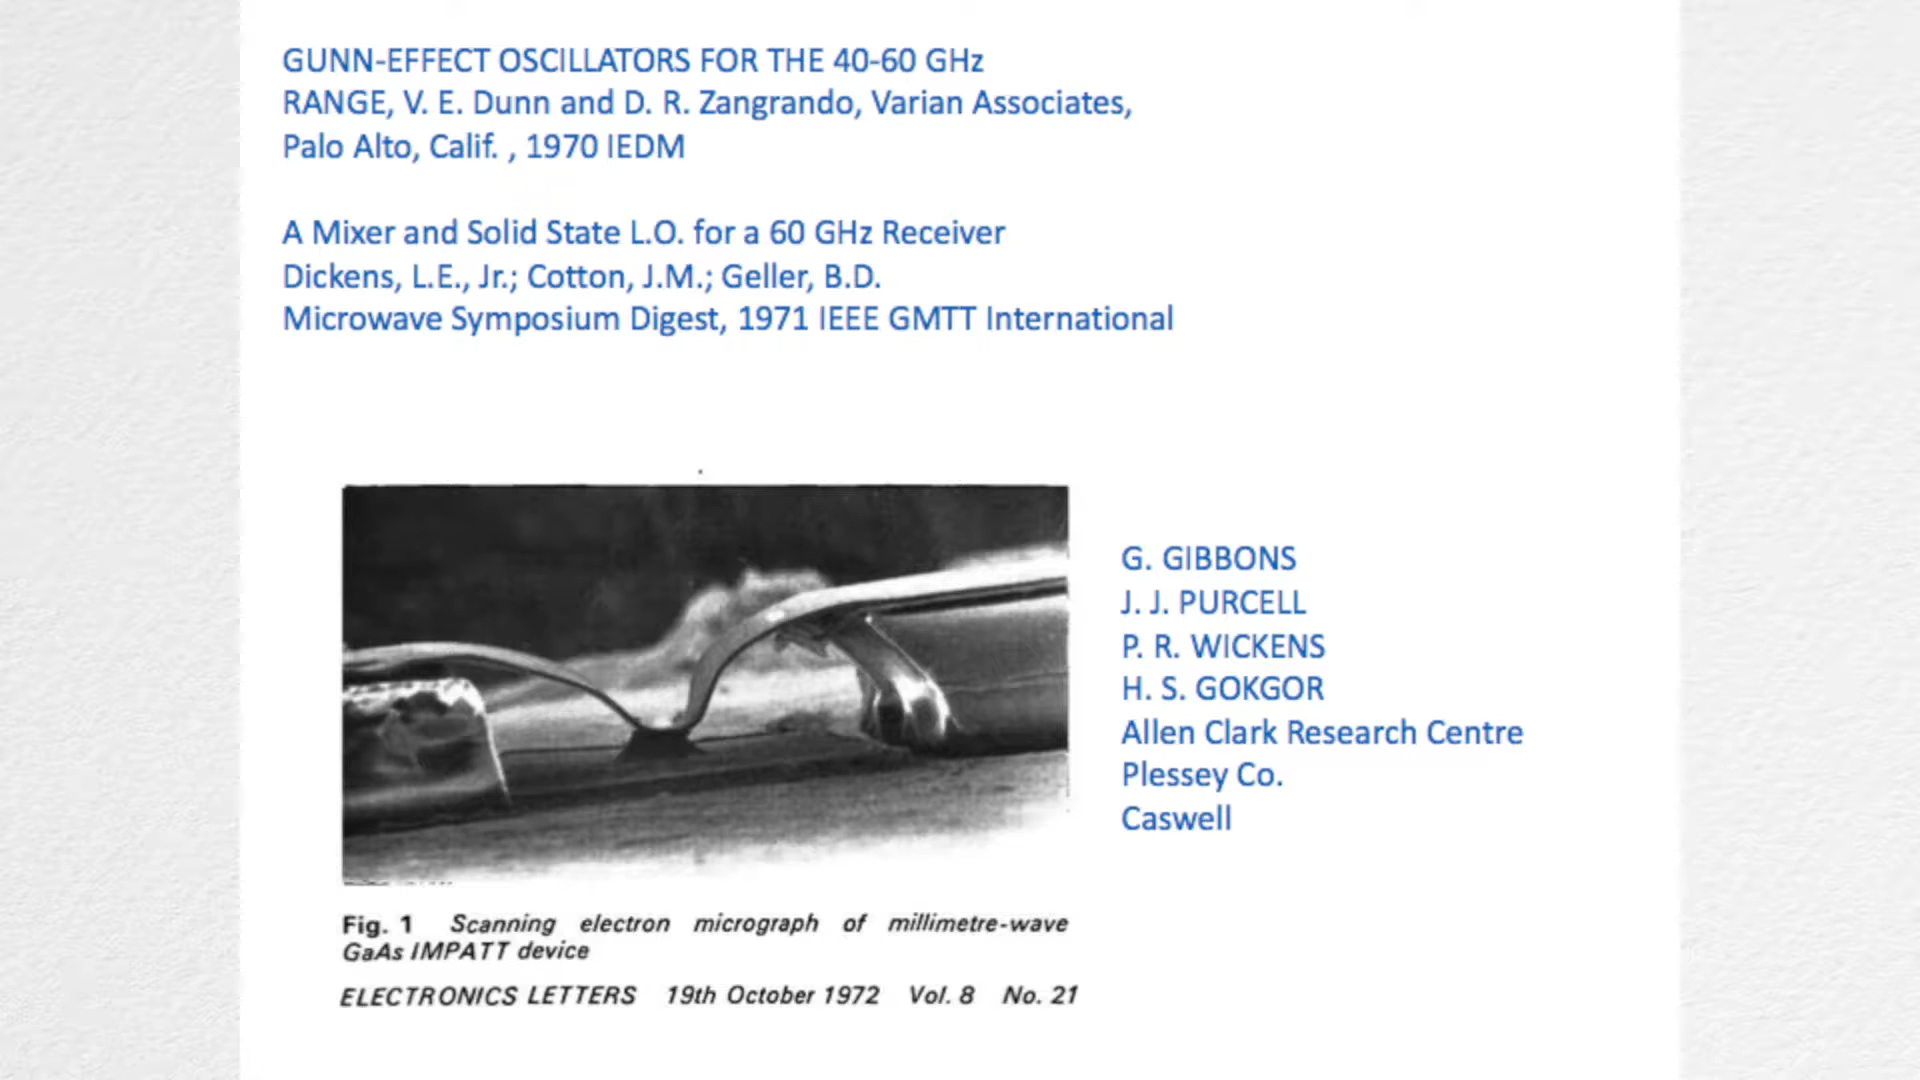 GUNN-EFFECT OSCILLATORS FOR THE 40-60 GHz
RANGE, V. E. Dunn and D. R. Zangrando, Varian Associates,
Palo Alto, Calif. , 1970 IEDM
A Mixer and Solid State L.O. for a 60 GHz Receiver
Dickens, L.E., Jr.; Cotton, J.M.; Geller, B.D.
Microwave Symposium Digest, 1971 IEEE GMTT International
G. GIBBONS
J. J. PURCELL
P. R. WICKENS
H. S. GOKGOR
Allen Clark Research Centre
Plessey Co.
Caswell
Fig. 1 Scanning electron micrograph of millimetre-wave
GaAs IMPATT device
ELECTRONICS LETTERS 19th October 1972 Vol. 8 No. 21